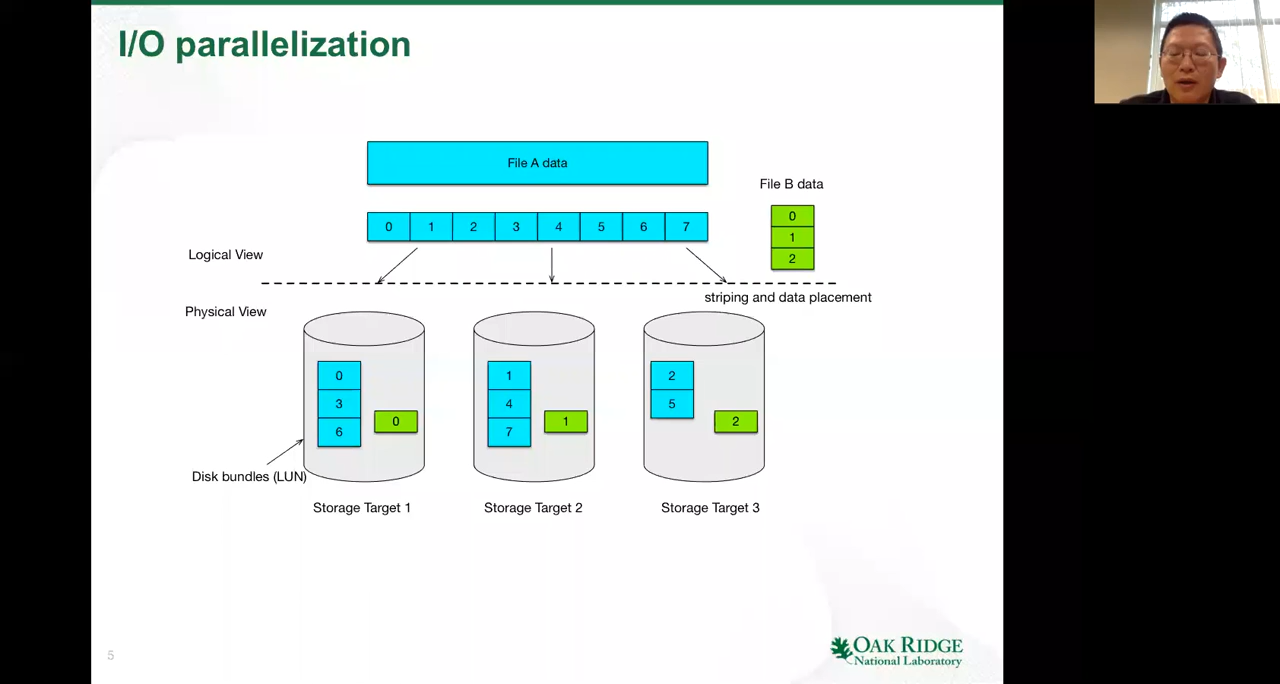 I/O parallelization
File A data
File B data
0 1 2 3 4 5 6 7
0
1
2
Logical View
striping and data placement
Physical View
0
3
6
0
1
4
7
1
2
5
2
Disk bundles (LUN)
Storage Target 1
Storage Target 2
Storage Target 3
5
OAK RIDGE
National Laboratory